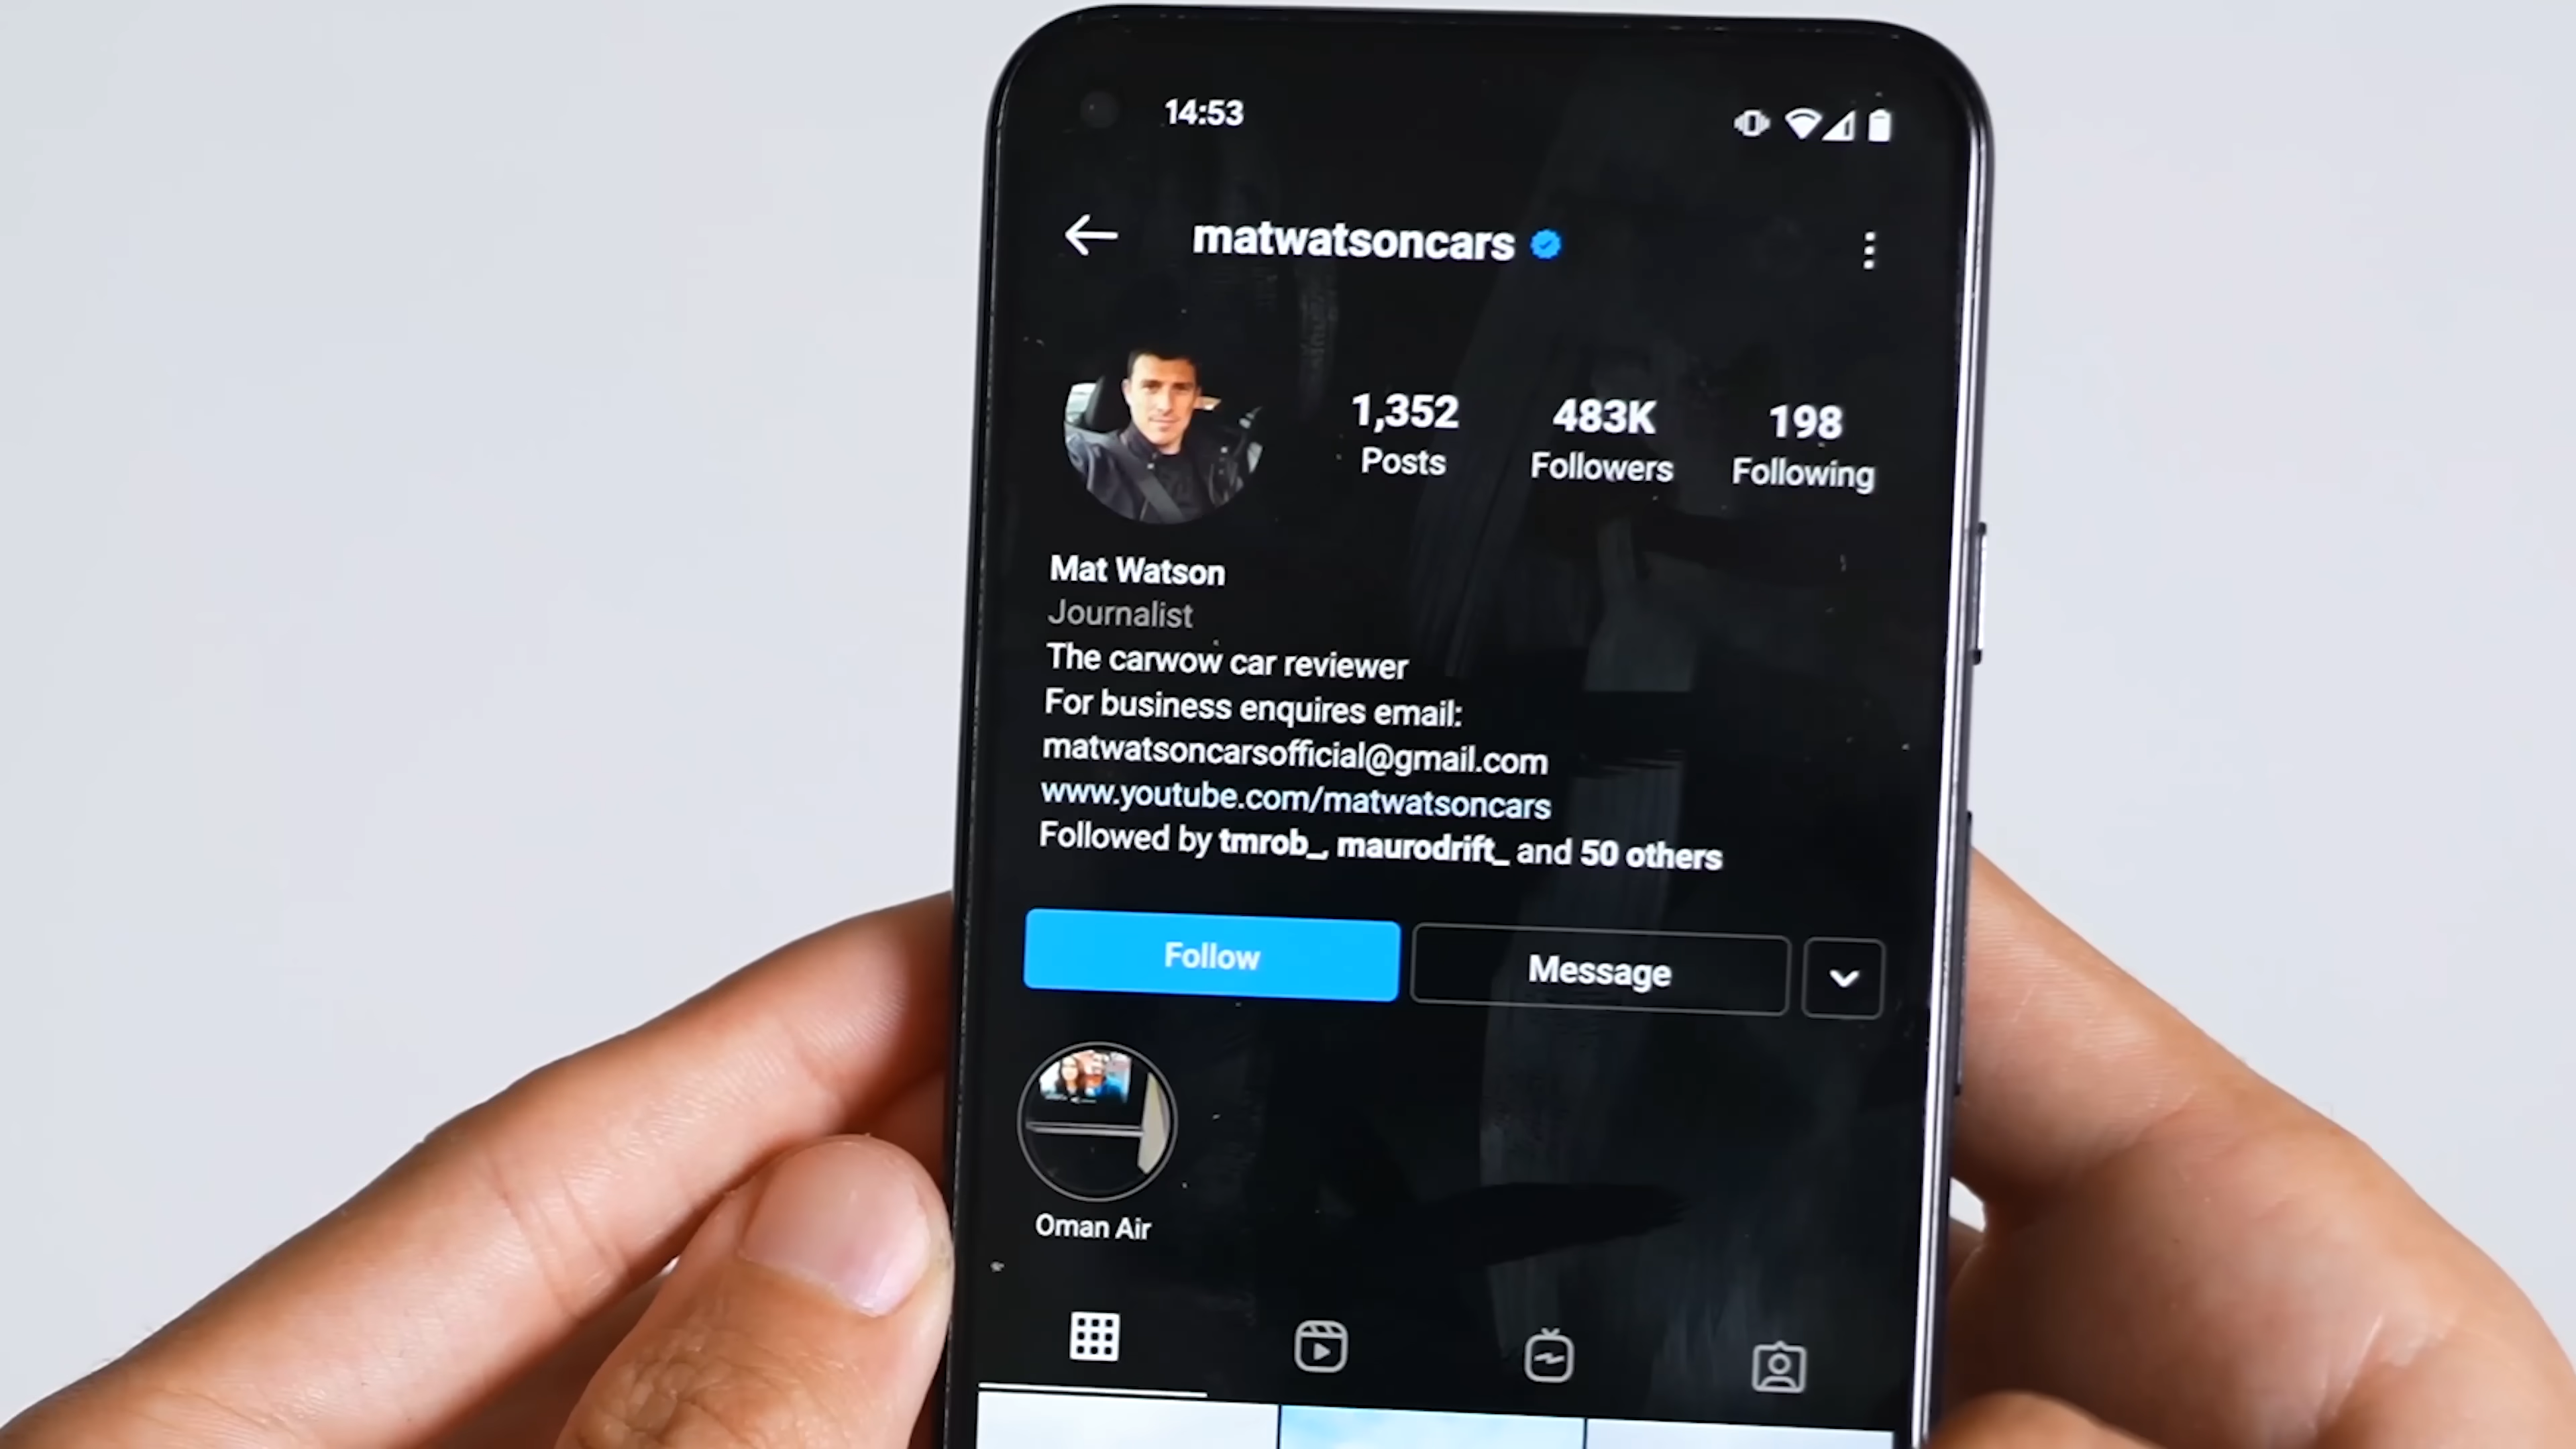 14:53
matwatsoncars
1,352 483K 198
Posts Followers Following
Mat Watson
Journalist
The carwow car reviewer
For business enquires email:
matwatsoncarsofficial@gmail.com
www.youtube.com/matwatsoncars
Followed by tmrob_, maurodrift_ and 50 others
Follow Message
Oman Air